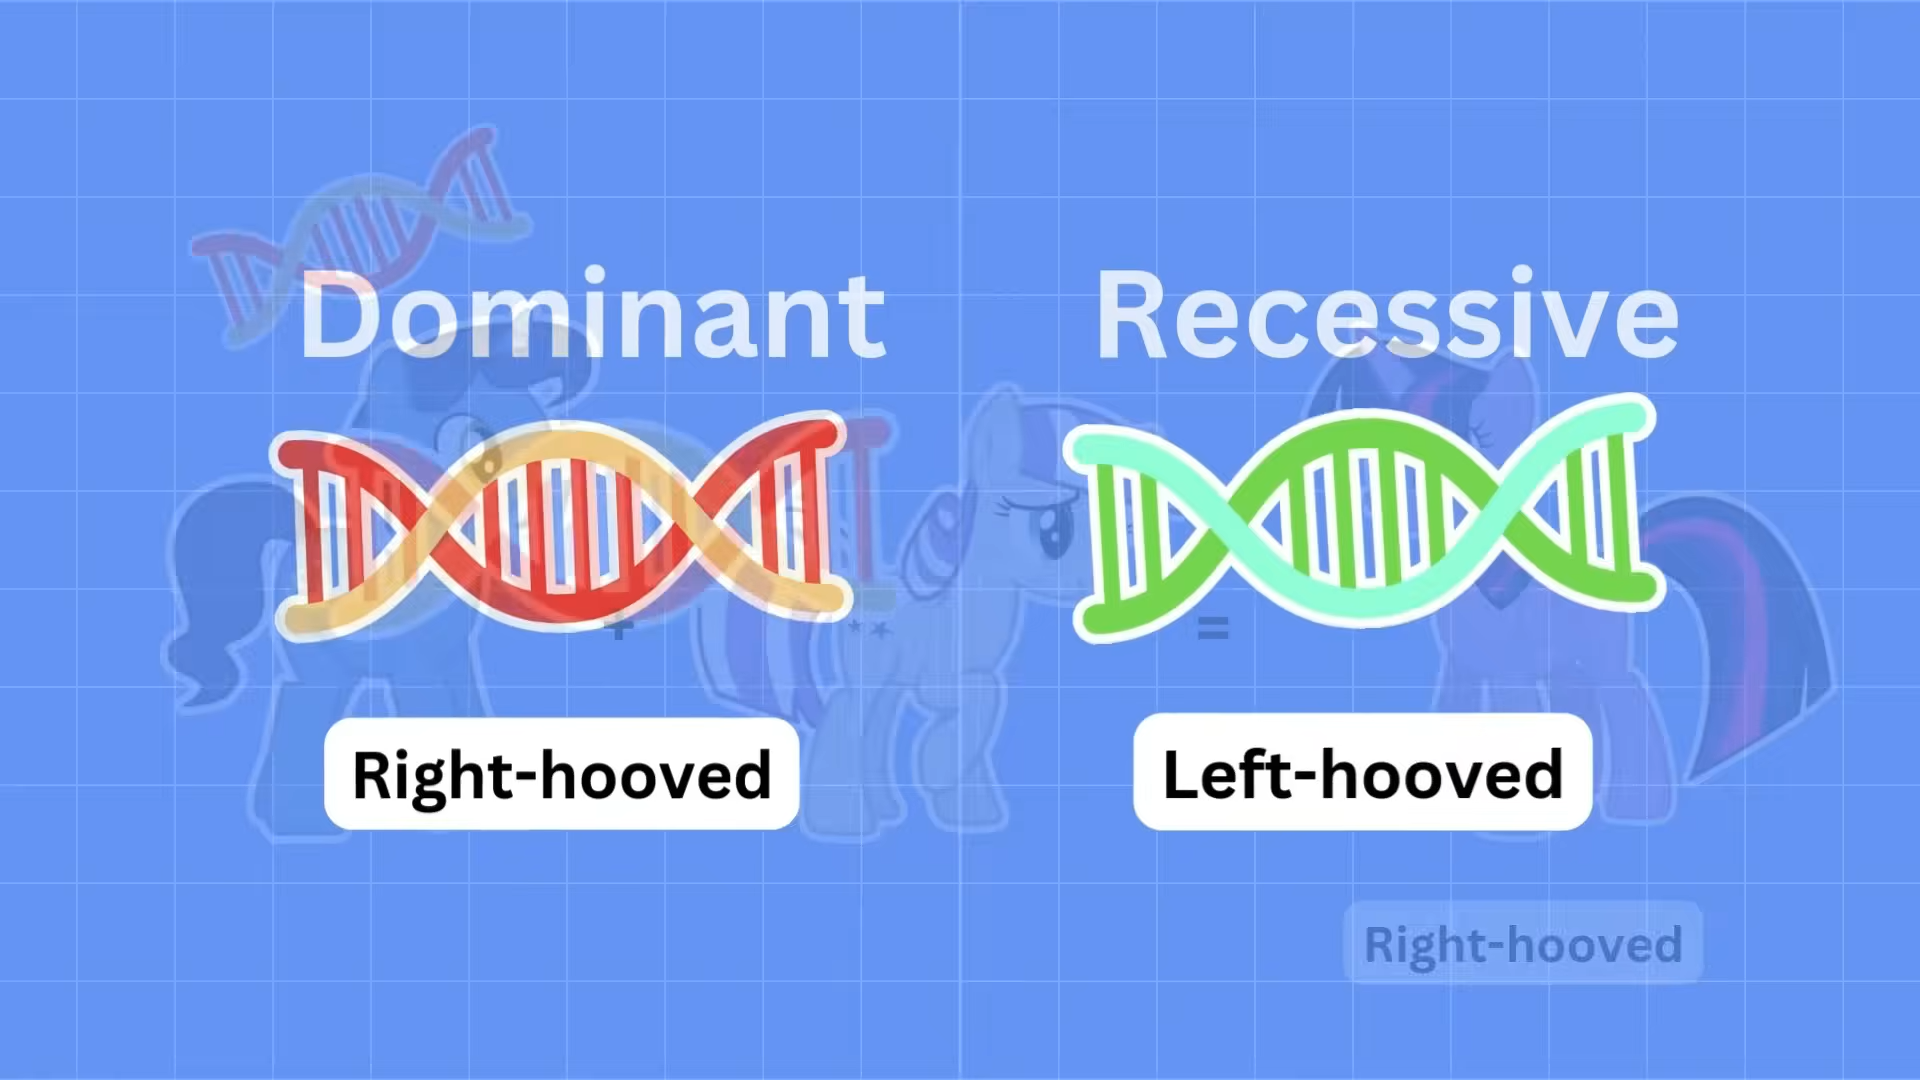 Dominant
Recessive
+
=
Right-hooved
Left-hooved
Right-hooved